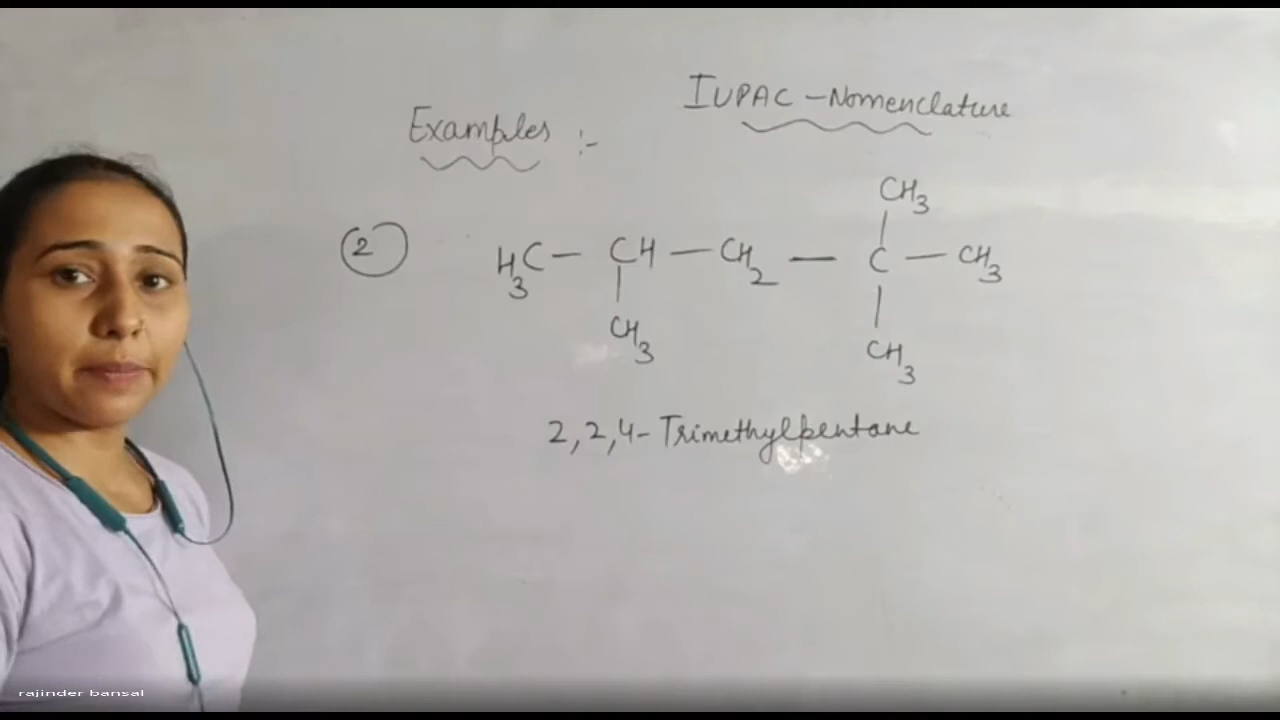 IUPAC - Nomenclature
Examples :-
CH3
2 H3C - CH - CH2 - C - CH3
CH3 CH3
2,2,4- Trimethylpentane
rajinder bansal